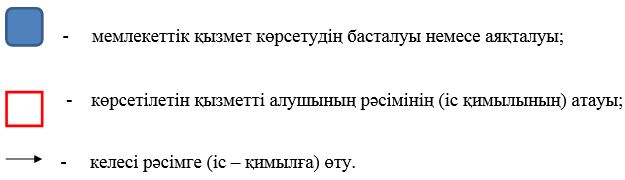 - мемлекеттік қызмет көрсетудің басталуы немесе аяқталуы;
- көрсетілетін қызметті алушының рәсімінің (іс қимылының) атауы;
- келесі рәсімге (іс – қимылға) өту.